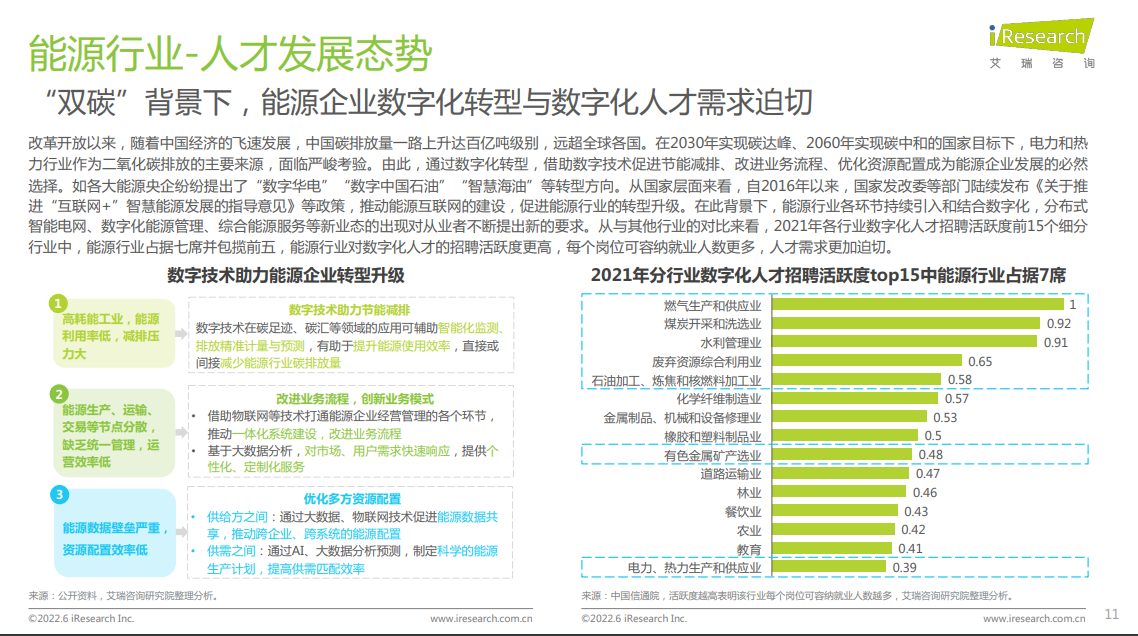 能源行业-人才发展态势
iResearch
艾 瑞 咨 询
“双碳”背景下，能源企业数字化转型与数字化人才需求迫切
改革开放以来，随着中国经济的飞速发展，中国碳排放量一路上升达百亿吨级别，远超全球各国。在2030年实现碳达峰、2060年实现碳中和的国家目标下，电力和热
力行业作为二氧化碳排放的主要来源，面临严峻考验。由此，通过数字化转型，借助数字技术促进节能减排、改进业务流程、优化资源配置成为能源企业发展的必然
选择。如各大能源央企纷纷提出了“数字华电”“数字中国石油”“智慧海油”等转型方向。从国家层面来看，自2016年以来，国家发改委等部门陆续发布《关于推
进“互联网+”智慧能源发展的指导意见》等政策，推动能源互联网的建设，促进能源行业的转型升级。在此背景下，能源行业各环节持续引入和结合数字化，分布式
智能电网、数字化能源管理、综合能源服务等新业态的出现对从业者不断提出新的要求。从与其他行业的对比来看，2021年各行业数字化人才招聘活跃度前15个细分
行业中，能源行业占据七席并包揽前五，能源行业对数字化人才的招聘活跃度更高，每个岗位可容纳就业人数更多，人才需求更加迫切。
数字技术助力能源企业转型升级
1
高耗能工业，能源
利用率低，减排压
力大
数字技术助力节能减排
数字技术在碳足迹、碳汇等领域的应用可辅助智能化监测、
排放精准计量与预测，有助于提升能源使用效率，直接或
间接减少能源行业碳排放量
2
能源生产、运输、
交易等节点分散，
缺乏统一管理，运
营效率低
改进业务流程，创新业务模式
• 借助物联网等技术打通能源企业经营管理的各个环节，
推动一体化系统建设，改进业务流程
• 基于大数据分析，对市场、用户需求快速响应，提供个
性化、定制化服务
3
能源数据壁垒严重，
资源配置效率低
优化多方资源配置
• 供给方之间：通过大数据、物联网技术促进能源数据共
享，推动跨企业、跨系统的能源配置
• 供需之间：通过AI、大数据分析预测，制定科学的能源
生产计划，提高供需匹配效率
来源：公开资料，艾瑞咨询研究院整理分析。
©2022.6 iResearch Inc.
www.iresearch.com.cn
2021年分行业数字化人才招聘活跃度top15中能源行业占据7席
燃气生产和供应业 1
煤炭开采和洗选业 0.92
水利管理业 0.91
废弃资源综合利用业 0.65
石油加工、炼焦和核燃料加工业 0.58
化学纤维制造业 0.57
金属制品、机械和设备修理业 0.53
橡胶和塑料制品业 0.5
有色金属矿产选业 0.48
道路运输业 0.47
林业 0.46
餐饮业 0.43
农业 0.42
教育 0.41
电力、热力生产和供应业 0.39
来源：中国信通院，活跃度越高表明该行业每个岗位可容纳就业人数越多，艾瑞咨询研究院整理分析。
©2022.6 iResearch Inc.
www.iresearch.com.cn
11